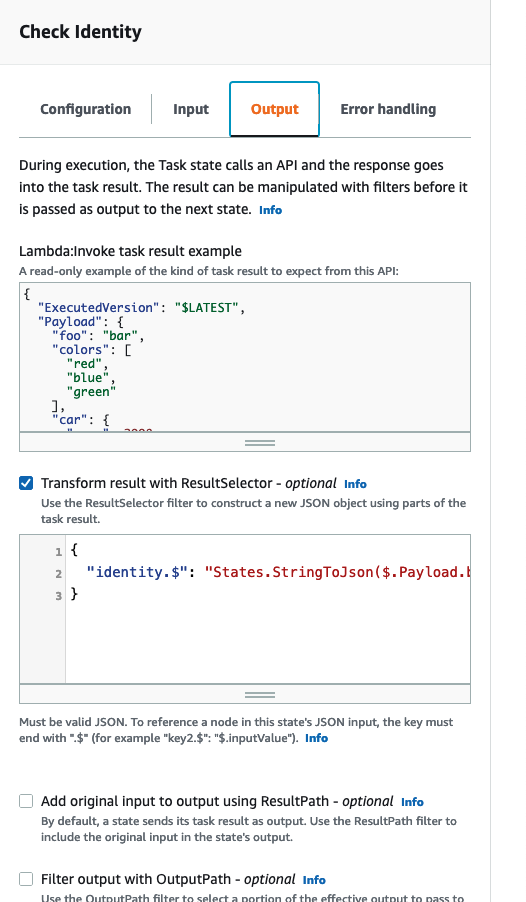 Check Identity
Configuration
Input
Output
Error handling
During execution, the Task state calls an API and the response goes
into the task result. The result can be manipulated with filters before it
is passed as output to the next state. Info
Lambda:Invoke task result example
A read-only example of the kind of task result to expect from this API:
{
"ExecutedVersion": "$LATEST",
"Payload": {
"foo": "bar",
"colors": [
"red",
"blue",
"green"
],
"car": {
Transform result with ResultSelector - optional Info
Use the ResultSelector filter to construct a new JSON object using parts of the
task result.
1 {
2 "identity.$": "States.StringToJson($.Payload.b
3 }
Must be valid JSON. To reference a node in this state's JSON input, the key must
end with ".$" (for example "key2.$": "$.inputValue"). Info
Add original input to output using ResultPath - optional Info
By default, a state sends its task result as output. Use the ResultPath filter to
include the original input in the state's output.
Filter output with OutputPath - optional Info
Use the OutputPath filter to select a portion of the effective output to pass to